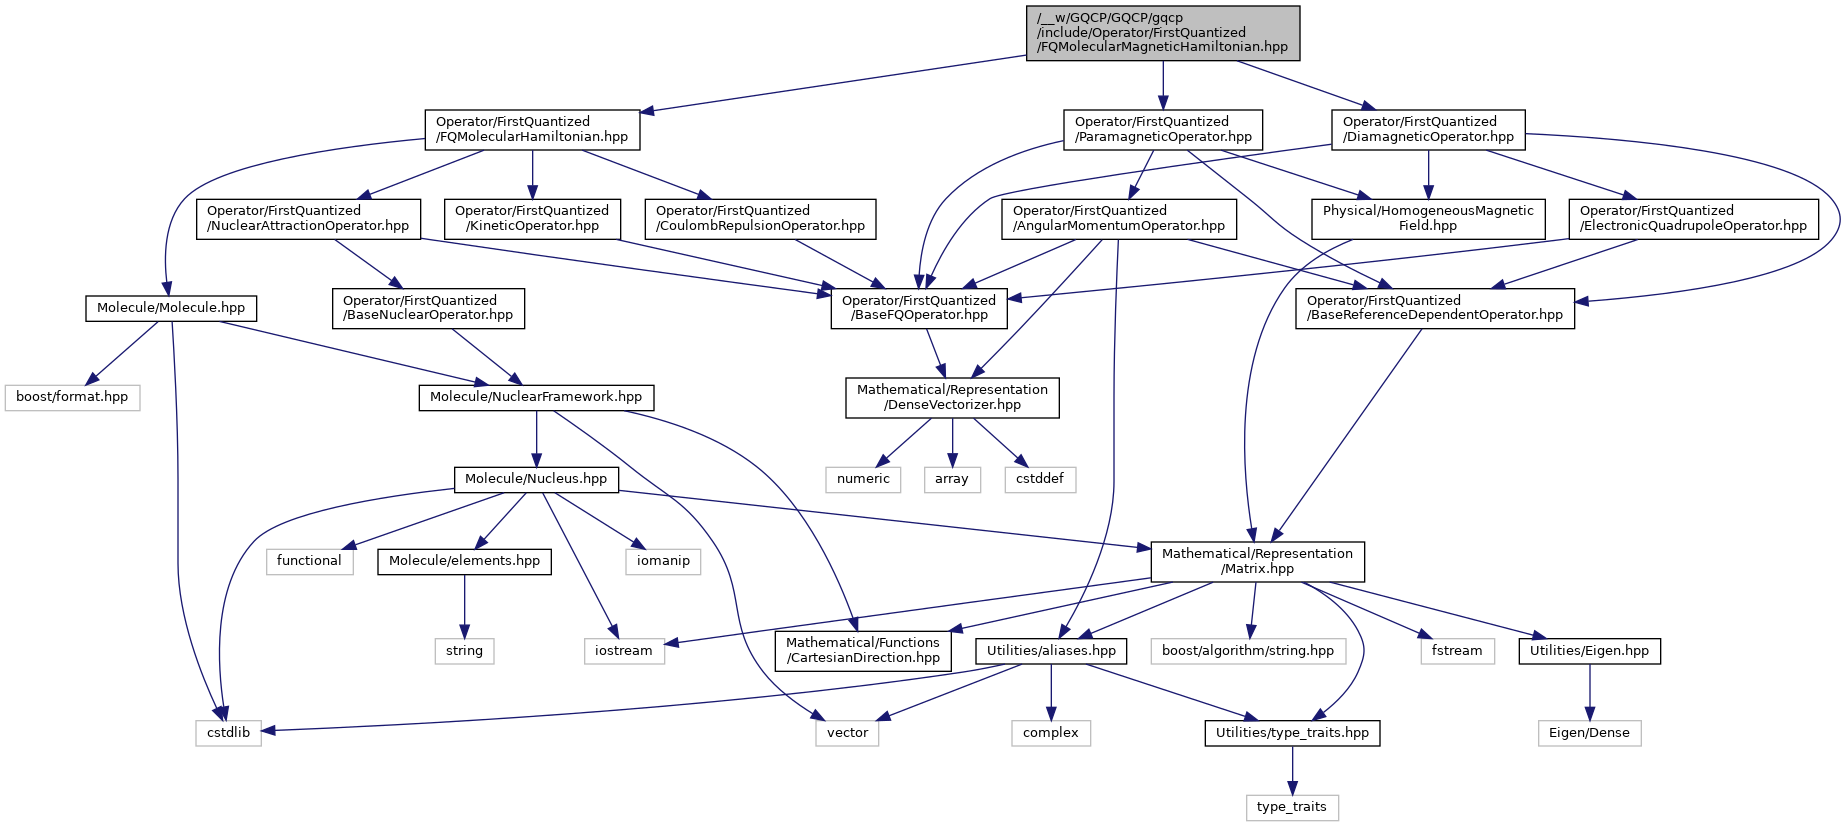 /__w/GQCP/GQCP/gqcp
/include/Operator/FirstQuantized
/FQMolecularMagneticHamiltonian.hpp
Operator/FirstQuantized
/FQMolecularHamiltonian.hpp
Operator/FirstQuantized
/ParamagneticOperator.hpp
Operator/FirstQuantized
/DiamagneticOperator.hpp
Operator/FirstQuantized
/NuclearAttractionOperator.hpp
Operator/FirstQuantized
/KineticOperator.hpp
Operator/FirstQuantized
/CoulombRepulsionOperator.hpp
Operator/FirstQuantized
/AngularMomentumOperator.hpp
Physical/HomogeneousMagnetic
Field.hpp
Operator/FirstQuantized
/ElectronicQuadrupoleOperator.hpp
Molecule/Molecule.hpp
Operator/FirstQuantized
/BaseNuclearOperator.hpp
Operator/FirstQuantized
/BaseFQOperator.hpp
Operator/FirstQuantized
/BaseReferenceDependentOperator.hpp
boost/format.hpp
Molecule/NuclearFramework.hpp
Mathematical/Representation
/DenseVectorizer.hpp
Molecule/Nucleus.hpp
numeric
array
cstddef
functional
Molecule/elements.hpp
iomanip
Mathematical/Representation
/Matrix.hpp
string
iostream
Mathematical/Functions
/CartesianDirection.hpp
Utilities/aliases.hpp
boost/algorithm/string.hpp
fstream
Utilities/Eigen.hpp
cstdlib
vector
complex
Utilities/type_traits.hpp
Eigen/Dense
type_traits